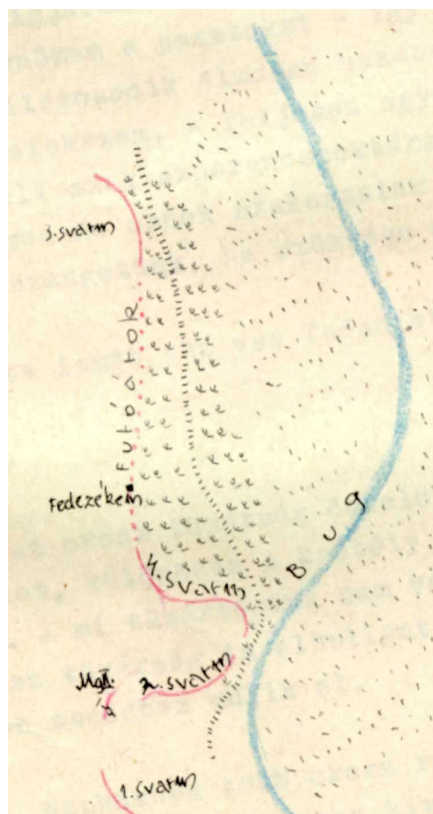 3. svarm
Futóárok
Fedezékem
4. svarm
Bug
2. svarm
1. svarm